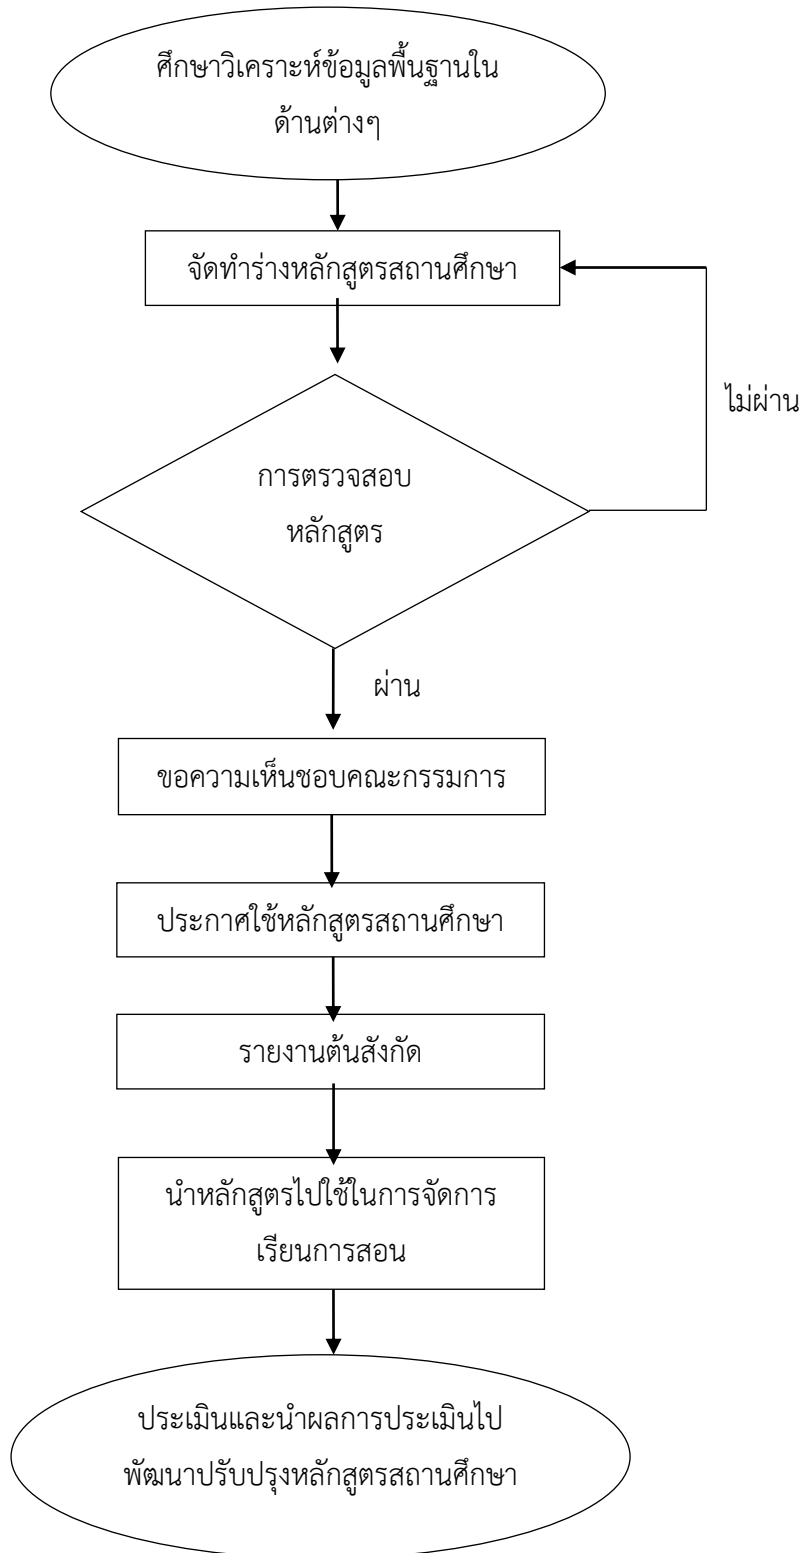 ศึกษาวิเคราะห์ข้อมูลพื้นฐานใน
ด้านต่างๆ
จัดทำร่างหลักสูตรสถานศึกษา
ไม่ผ่าน
การตรวจสอบ
หลักสูตร
ผ่าน
ขอความเห็นชอบคณะกรรมการ
ประกาศใช้หลักสูตรสถานศึกษา
รายงานต้นสังกัด
นำหลักสูตรไปใช้ในการจัดการ
เรียนการสอน
ประเมินและนำผลการประเมินไป
พัฒนาปรับปรุงหลักสูตรสถานศึกษา